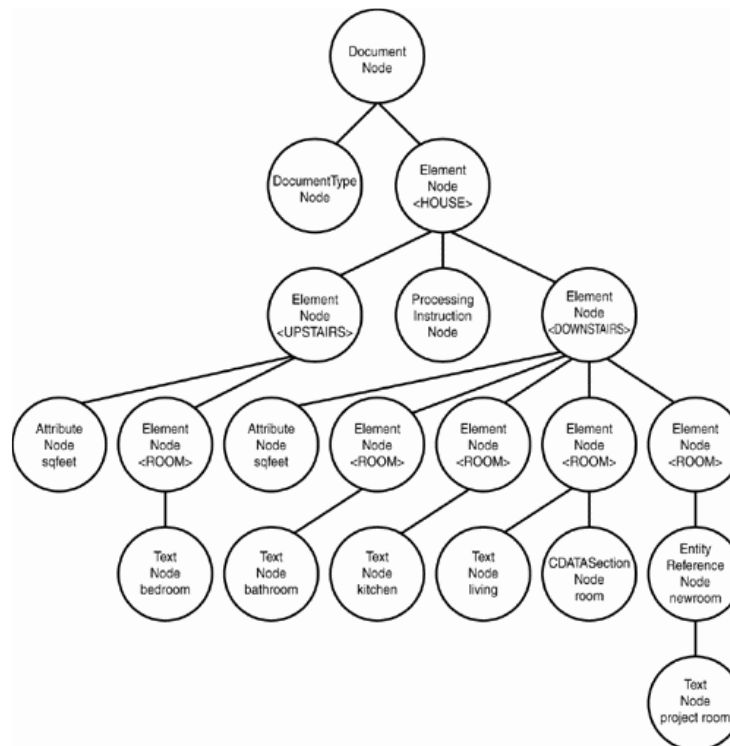 Document
Node
DocumentType
Node
Element
Node
<HOUSE>
Element
Node
<UPSTAIRS>
Processing
Instruction
Node
Element
Node
<DOWNSTAIRS>
Attribute
Node
sqfeet
Element
Node
<ROOM>
Attribute
Node
sqfeet
Element
Node
<ROOM>
Element
Node
<ROOM>
Element
Node
<ROOM>
Element
Node
<ROOM>
Text
Node
bedroom
Text
Node
bathroom
Text
Node
kitchen
Text
Node
living
CDATASection
Node
room
Entity
Reference
Node
newroom
Text
Node
project room